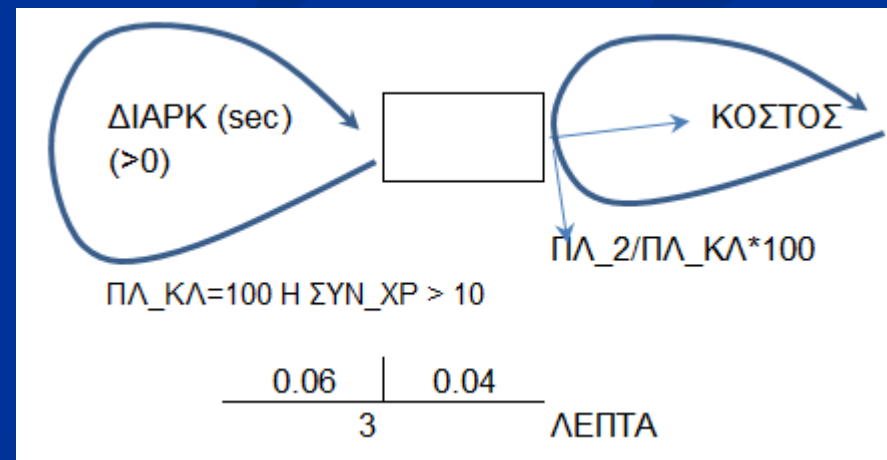 ΔΙΑΡΚ (sec)
(>0)
ΚΟΣΤΟΣ
ΠΛ_2/ΠΛ_ΚΛ*100
ΠΛ_ΚΛ=100 Η ΣΥΝ_ΧΡ > 10
0.06 0.04
3 ΛΕΠΤΑ